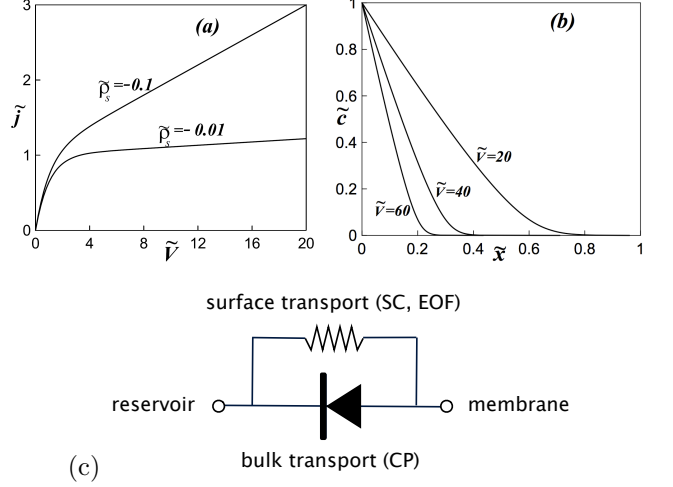 (a)
3
2
1
0
j̃
ρ̃s=-0.1
ρ̃s=-0.01
0 4 8 12 16 20
Ṽ
(b)
1
0.8
0.6
0.4
0.2
0
c̃
Ṽ=20
Ṽ=40
Ṽ=60
0 0.2 0.4 0.6 0.8 1
x̃
surface transport (SC, EOF)
reservoir membrane
bulk transport (CP)
(c)